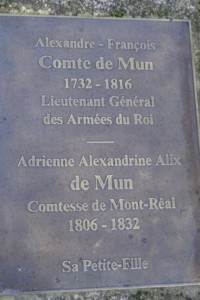 Alexandre - François
Comte de Mun
1732 - 1816
Lieutenant Général
des Armées du Roi
Adrienne Alexandrine Alix
de Mun
Comtesse de Mont-Réal
1806 - 1832
Sa Petite-Fille